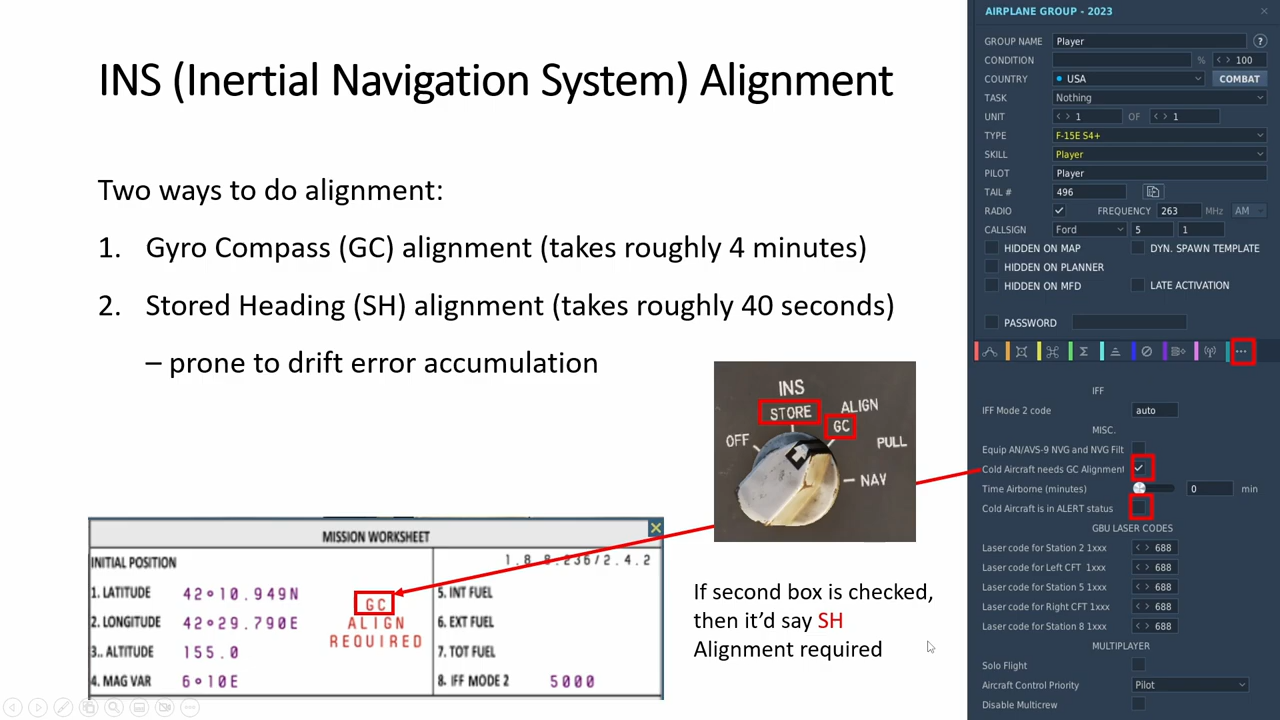 INS (Inertial Navigation System) Alignment
Two ways to do alignment:
1. Gyro Compass (GC) alignment (takes roughly 4 minutes)
2. Stored Heading (SH) alignment (takes roughly 40 seconds)
– prone to drift error accumulation
INS
STORE
ALIGN
GC
OFF
PULL
NAV
MISSION WORKSHEET
INITIAL POSITION
1.8.8.236/2.4.2
1. LATITUDE 42°10.949N
2. LONGITUDE 42°29.790E
3.. ALTITUDE 155.0
4. MAG VAR 6°10E
GC
ALIGN
REQUIRED
5. INT FUEL
6. EXT FUEL
7. TOT FUEL
8. IFF MODE 2 5000
If second box is checked,
then it’d say SH
Alignment required
AIRPLANE GROUP - 2023
GROUP NAME Player ?
CONDITION % <> 100
COUNTRY USA COMBAT
TASK Nothing
UNIT <> 1 OF <> 1
TYPE F-15E S4+
SKILL Player
PILOT Player
TAIL # 496
RADIO FREQUENCY 263 MHz AM
CALLSIGN Ford 5 1
HIDDEN ON MAP DYN. SPAWN TEMPLATE
HIDDEN ON PLANNER
HIDDEN ON MFD LATE ACTIVATION
PASSWORD
IFF
IFF Mode 2 code auto
MISC.
Equip AN/AVS-9 NVG and NVG Filt
Cold Aircraft needs GC Alignment
Time Airborne (minutes) 0 min
Cold Aircraft is in ALERT status
GBU LASER CODES
Laser code for Station 2 1xxx <> 688
Laser code for Left CFT 1xxx <> 688
Laser code for Station 5 1xxx <> 688
Laser code for Right CFT 1xxx <> 688
Laser code for Station 8 1xxx <> 688
MULTIPLAYER
Solo Flight
Aircraft Control Priority Pilot
Disable Multicrew